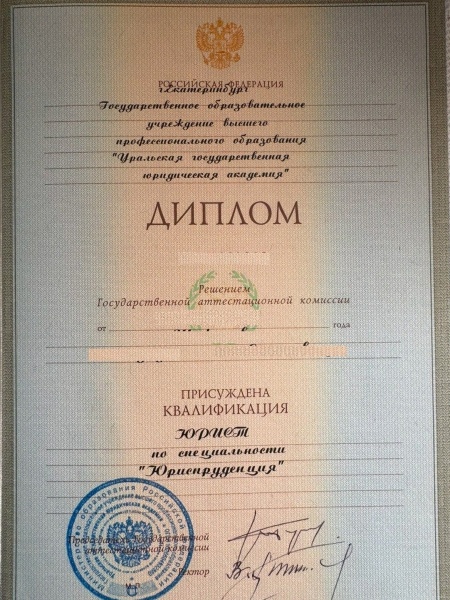 РОССИЙСКАЯ ФЕДЕРАЦИЯ
г.Екатеринбург
Государственное образовательное
учреждение высшего
профессионального образования
"Уральская государственная
юридическая академия"
ДИПЛОМ
Решением
Государственной аттестационной комиссии
от года
ПРИСУЖДЕНА
КВАЛИФИКАЦИЯ
ЮРИСТ
по специальности
"Юриспруденция"
Председатель Государственной
аттестационной комиссии
Ректор